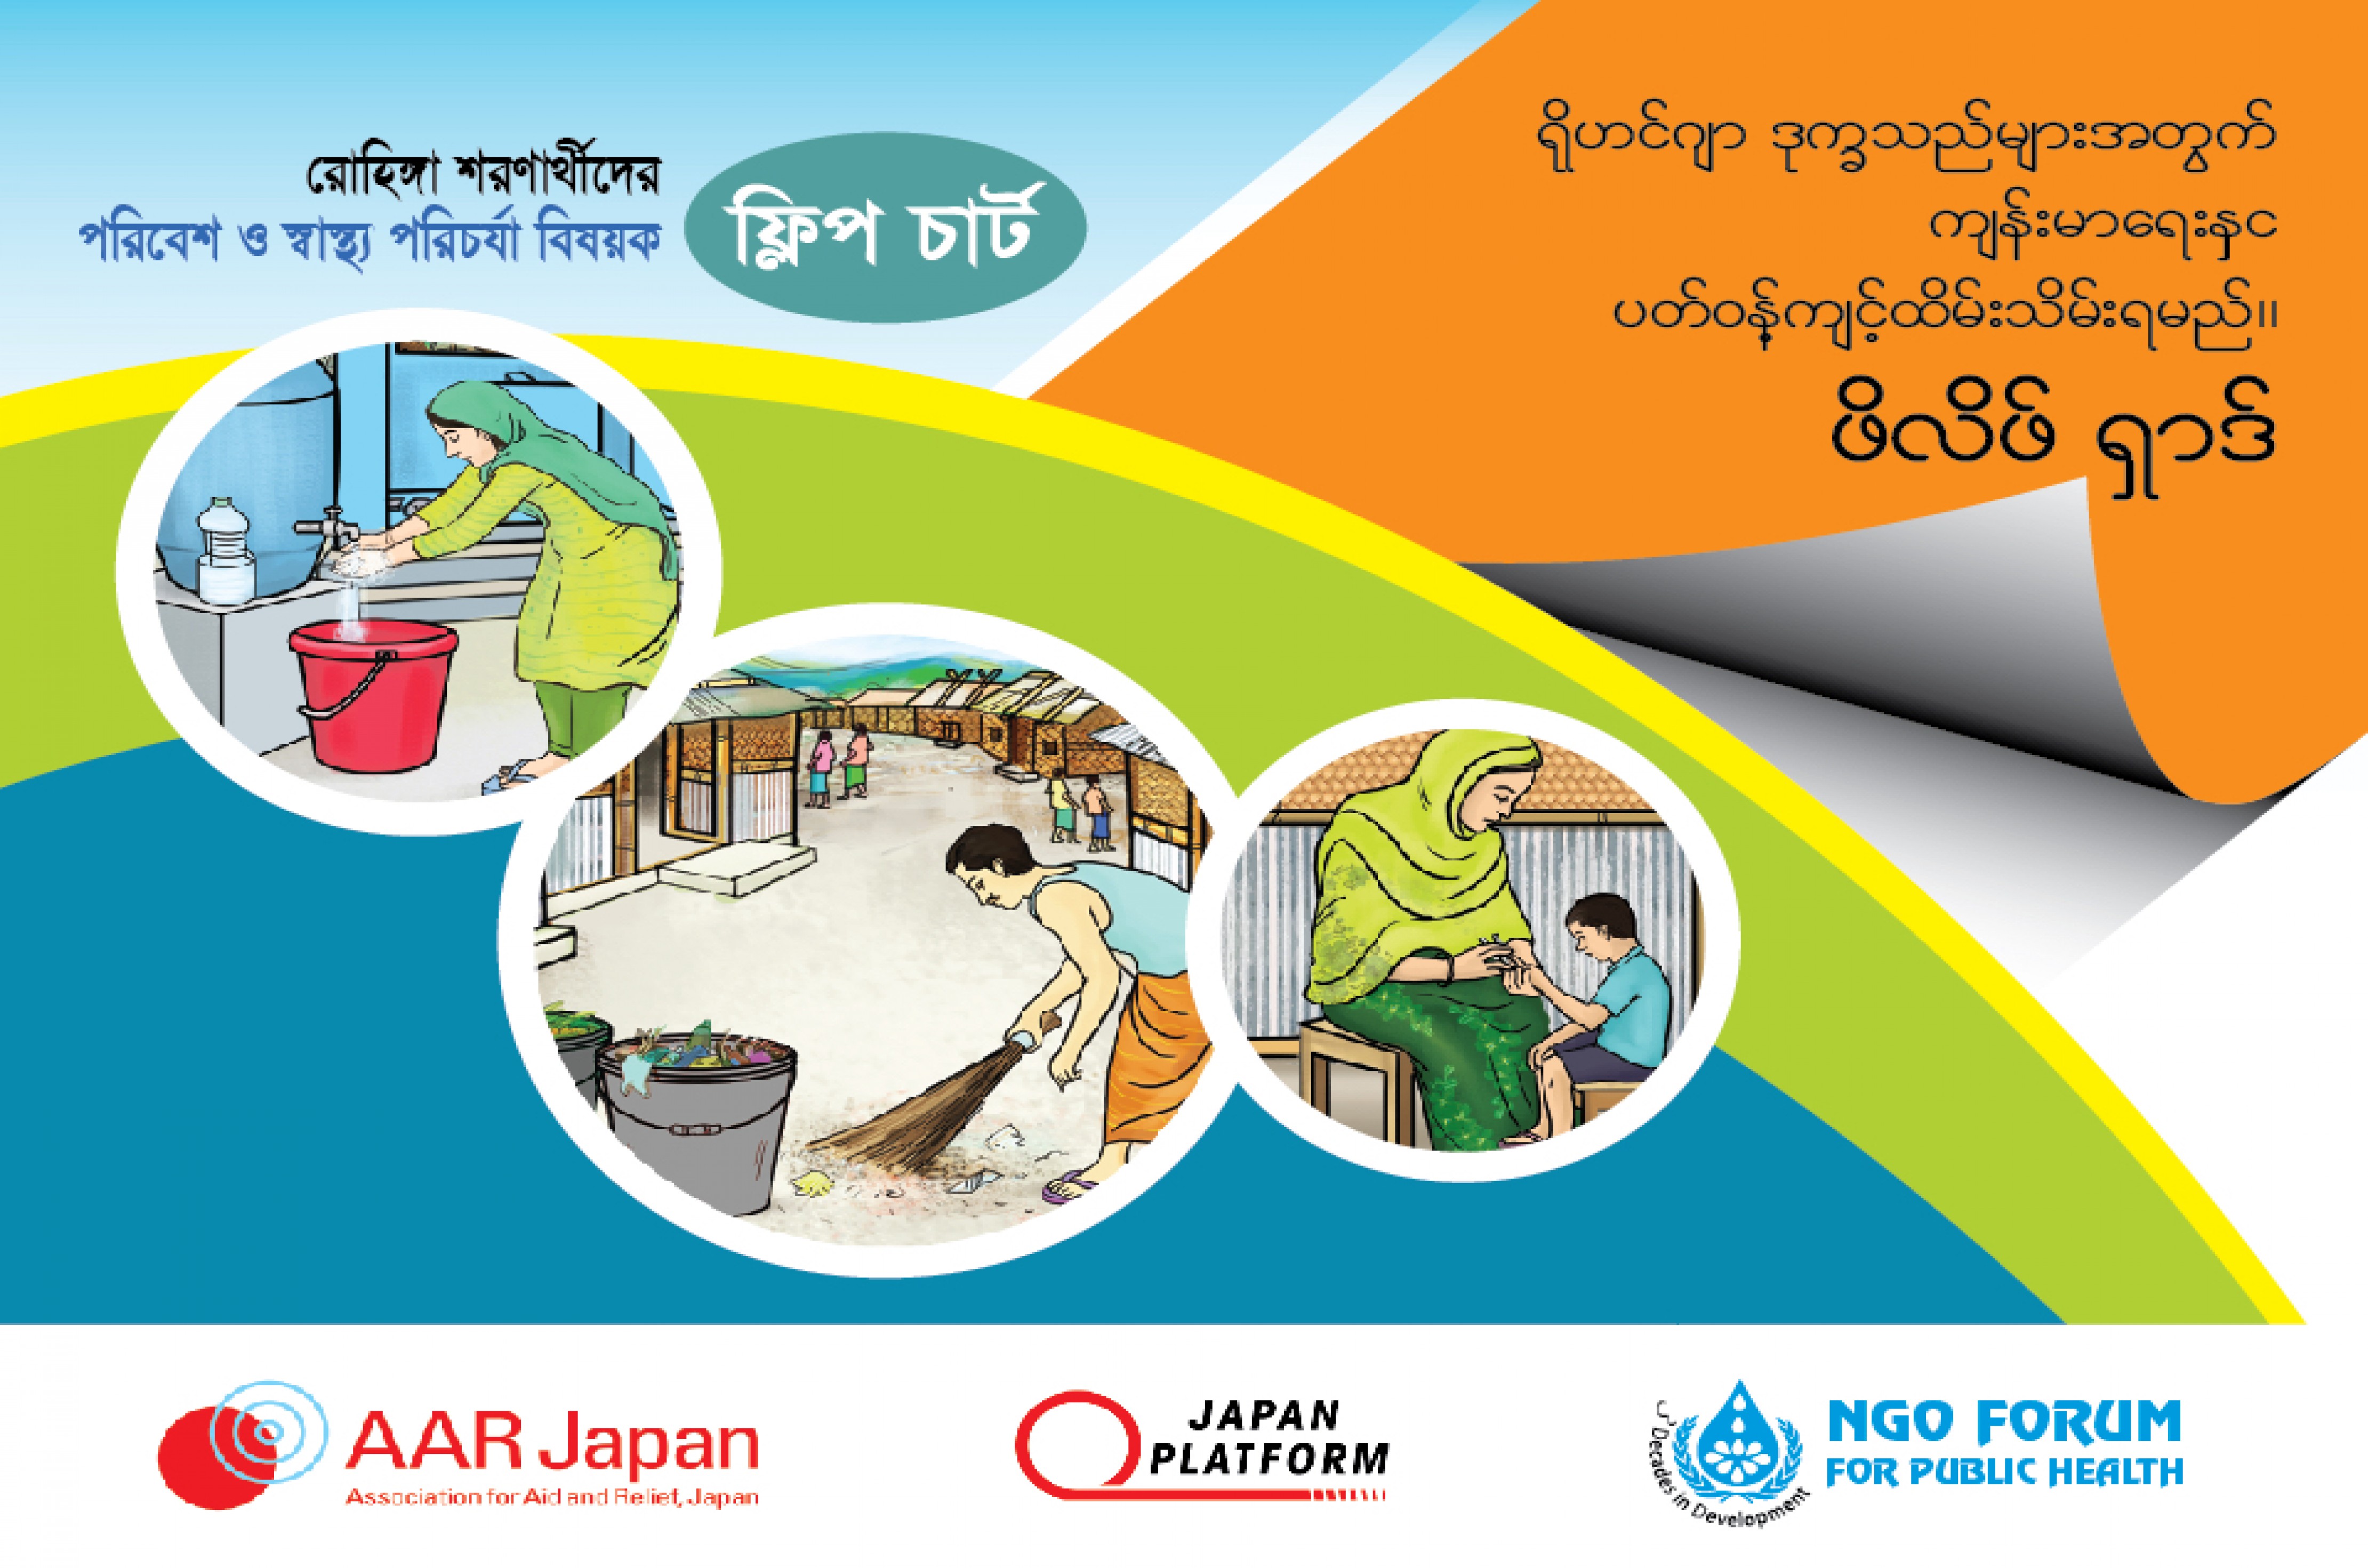 রোহিঙ্গা শরণার্থীদের
পরিবেশ ও স্বাস্থ্য পরিচর্যা বিষয়ক
ফ্লিপ চার্ট
ရိုဟင်ဂျာ ဒုက္ခသည်များအတွက်
ကျန်းမာရေးနှင
ပတ်ဝန်ကျင့်ထိမ်းသိမ်းရမည်။
ဖိလိဖ် ရှာဒ်
AAR Japan
Association for Aid and Relief, Japan
JAPAN
PLATFORM
Decades in Development
NGO FORUM
FOR PUBLIC HEALTH